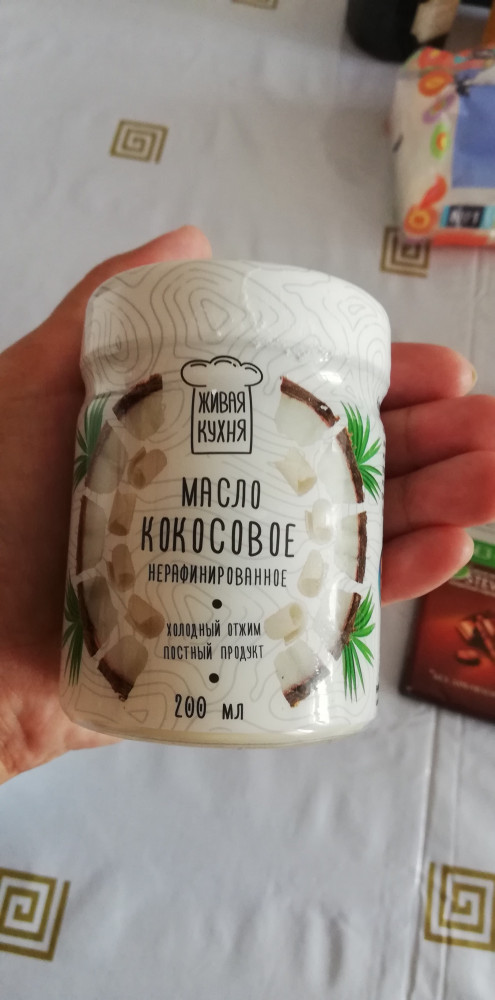 ЖИВАЯ
КУХНЯ
МАСЛО
КОКОСОВОЕ
НЕРАФИНИРОВАННОЕ
ХОЛОДНЫЙ ОТЖИМ
ПОСТНЫЙ ПРОДУКТ
200 мл